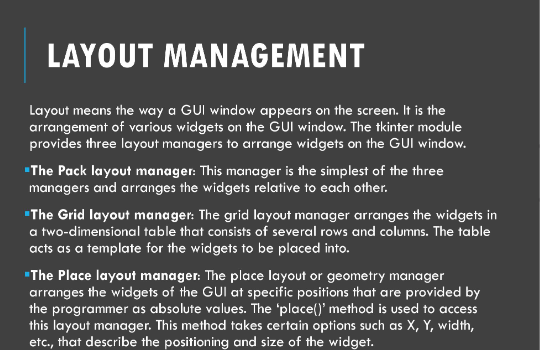 LAYOUT MANAGEMENT
Layout means the way a GUI window appears on the screen. It is the
arrangement of various widgets on the GUI window. The tkinter module
provides three layout managers to arrange widgets on the GUI window.
▪The Pack layout manager: This manager is the simplest of the three
managers and arranges the widgets relative to each other.
▪The Grid layout manager: The grid layout manager arranges the widgets in
a two-dimensional table that consists of several rows and columns. The table
acts as a template for the widgets to be placed into.
▪The Place layout manager: The place layout or geometry manager
arranges the widgets of the GUI at specific positions that are provided by
the programmer as absolute values. The ‘place()’ method is used to access
this layout manager. This method takes certain options such as X, Y, width,
etc., that describe the positioning and size of the widget.